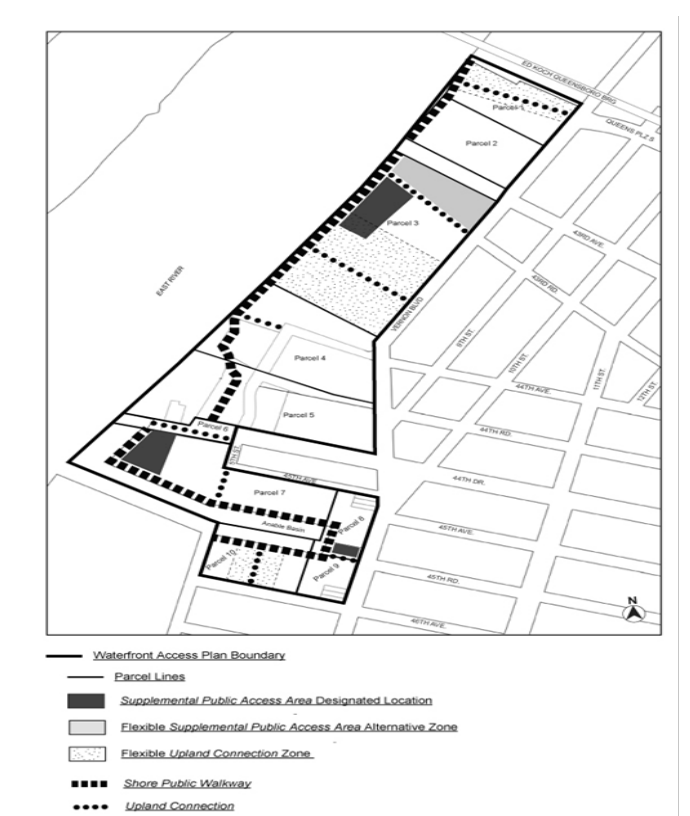 ED KOCH QUEENSBORO BRG
QUEENS PLZ S
Parcel 1
Parcel 2
43RD AVE.
Parcel 3
43RD RD.
EAST RIVER
VERNON BLVD
9TH ST.
10TH ST.
11TH ST.
12TH ST.
Parcel 4
44TH AVE.
Parcel 5
Parcel 6
44TH RD.
5TH ST.
45TH AVE
44TH DR.
Parcel 7
Anable Basin
Parcel 8
45TH AVE.
Parcel 10
Parcel 9
45TH RD.
46TH AVE.
N
Waterfront Access Plan Boundary
Parcel Lines
Supplemental Public Access Area Designated Location
Flexible Supplemental Public Access Area Alternative Zone
Flexible Upland Connection Zone
Shore Public Walkway
Upland Connection